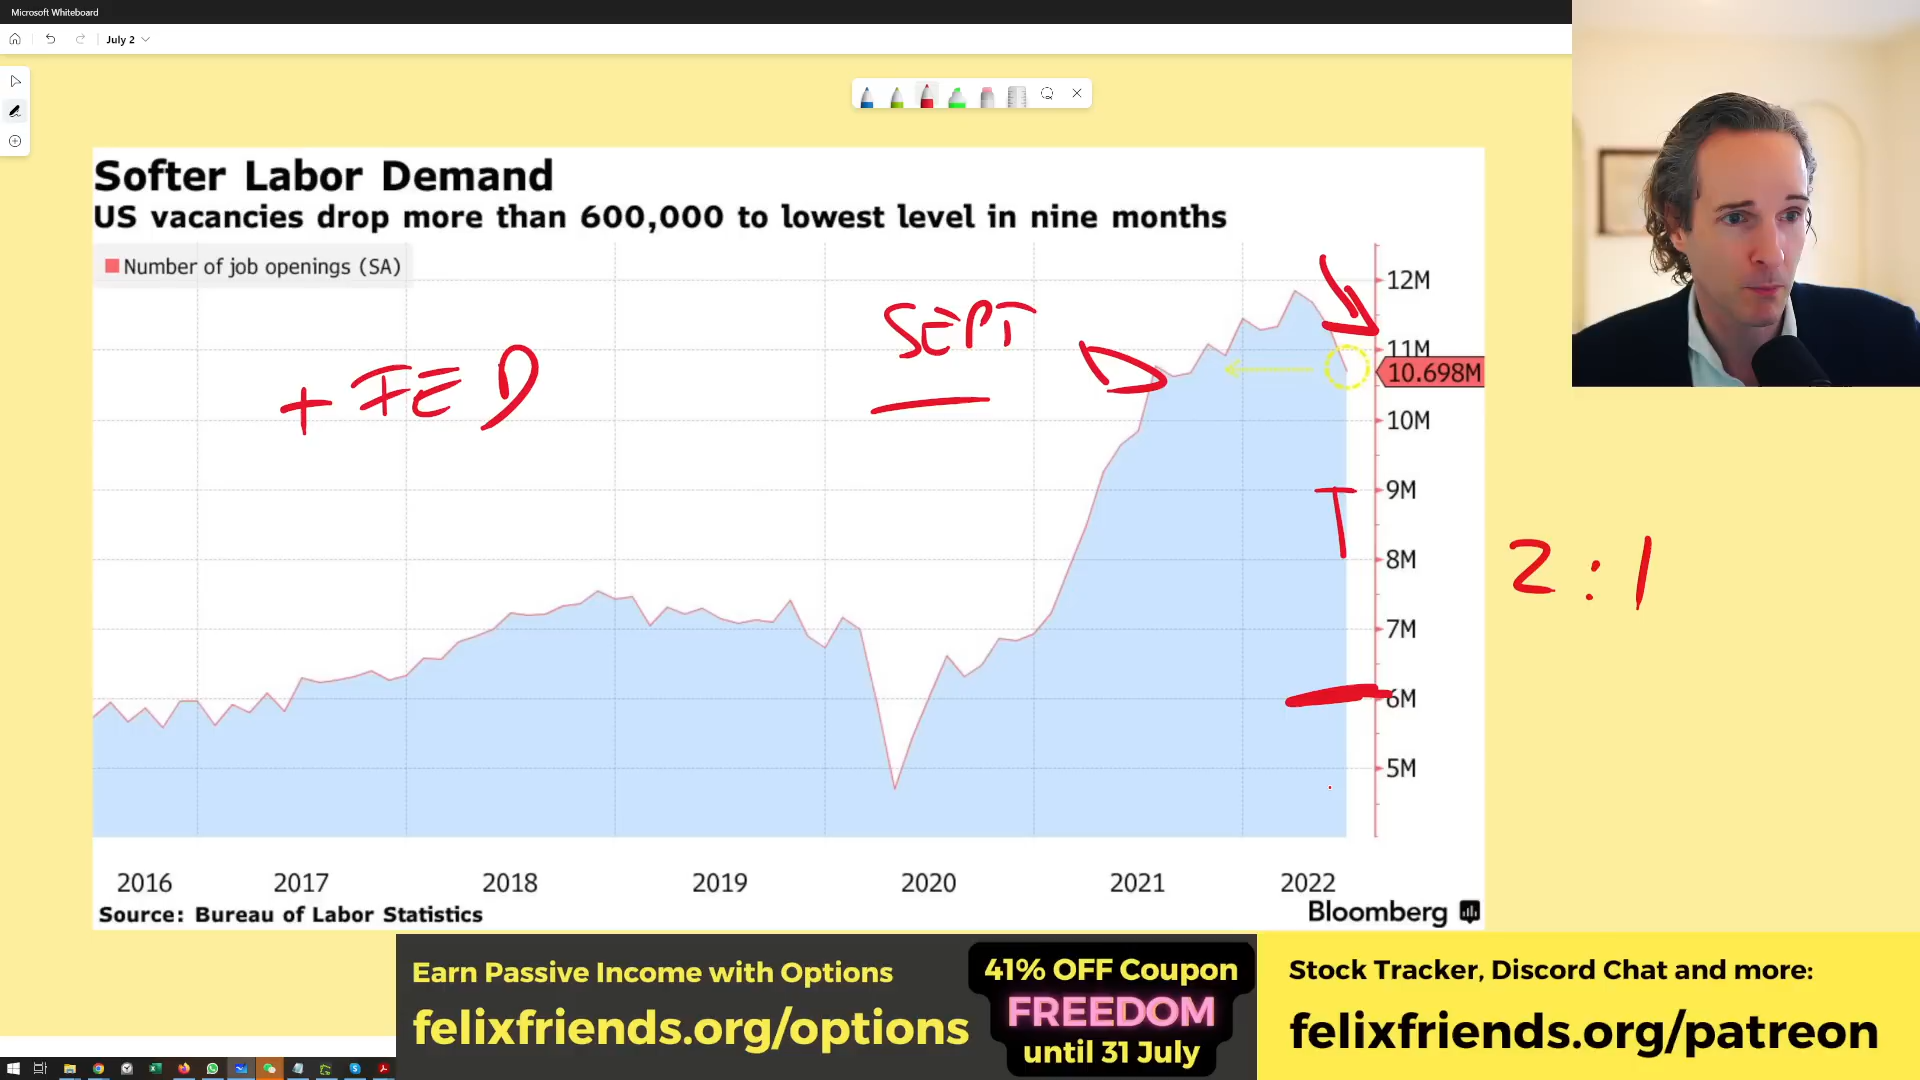 Microsoft Whiteboard
July 2
Softer Labor Demand
US vacancies drop more than 600,000 to lowest level in nine months
Number of job openings (SA)
12M
11M
10.698M
10M
9M
8M
7M
6M
5M
+ FED
SEPT
T
2 : 1
2016 2017 2018 2019 2020 2021 2022
Source: Bureau of Labor Statistics
Bloomberg
Earn Passive Income with Options
felixfriends.org/options
41% OFF Coupon
FREEDOM
until 31 July
Stock Tracker, Discord Chat and more:
felixfriends.org/patreon